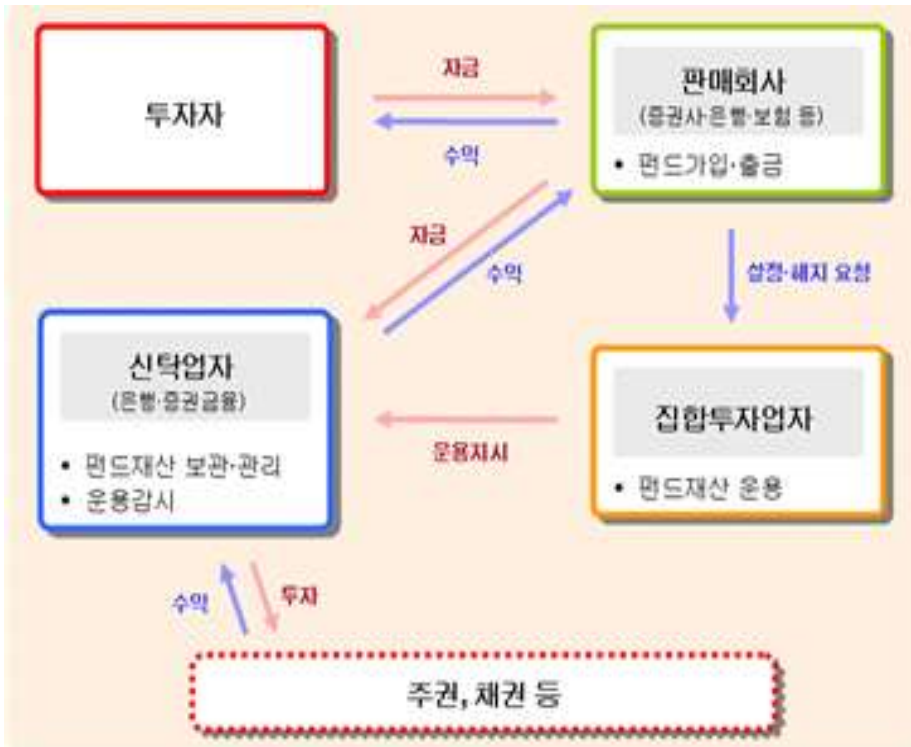 투자자
자금
수익
판매회사
(증권사·은행·보험 등)
• 펀드가입·출금
자금
수익
설정·해지 요청
신탁업자
(은행·증권금융)
• 펀드재산 보관·관리
• 운용감시
운용지시
집합투자업자
• 펀드재산 운용
수익
투자
주권, 채권 등